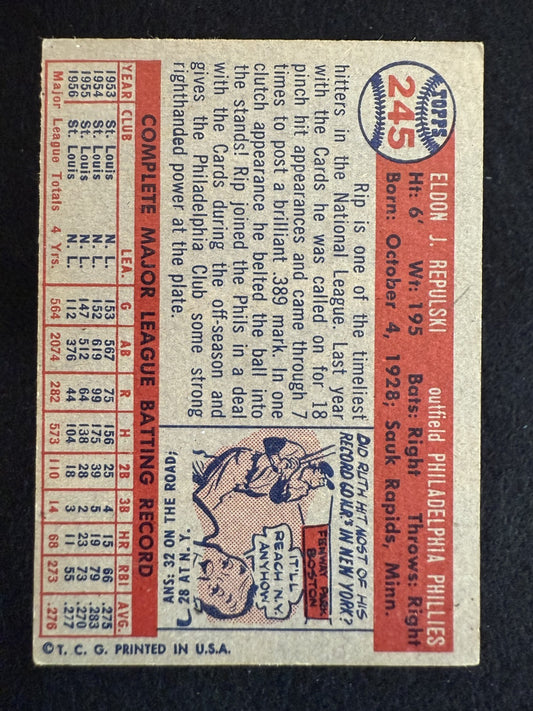 TOPPS
245
ELDON J. REPULSKI outfield PHILADELPHIA PHILLIES
Ht: 6' Wt: 195 Bats: Right Throws: Right
Born: October 4, 1928; Sauk Rapids, Minn.
Rip is one of the timeliest
hitters in the National League. Last year
with the Cards he was called on for 18
pinch hit appearances and came through 7
times to post a brilliant .389 mark. In one
clutch appearance he belted the ball into
the stands! Rip joined the Phils in a deal
with the Cards during the off-season and
gives the Philadelphia Club some strong
righthanded power at the plate.
DID RUTH HIT MOST OF HIS
RECORD 60 HR'S IN NEW YORK?
FENWAY PARK
BOSTON
IT'LL
REACH N.Y.
ANYHOW!
ANS: 32 ON THE ROAD;
28 AT N.Y.
COMPLETE MAJOR LEAGUE BATTING RECORD
YEAR CLUB LEA. G AB R H 2B 3B HR RBI AVG.
1953 St. Louis N. L. 153 567 75 156 25 4 15 66 .275
1954 St. Louis N. L. 152 619 99 175 39 5 19 79 .283
1955 St. Louis N. L. 147 512 64 138 28 2 23 73 .270
1956 St. Louis N. L. 112 376 44 104 18 3 11 55 .277
Major League Totals 4 Yrs. 564 2074 282 573 110 14 68 273 .276
© T. C. G. PRINTED IN U.S.A.